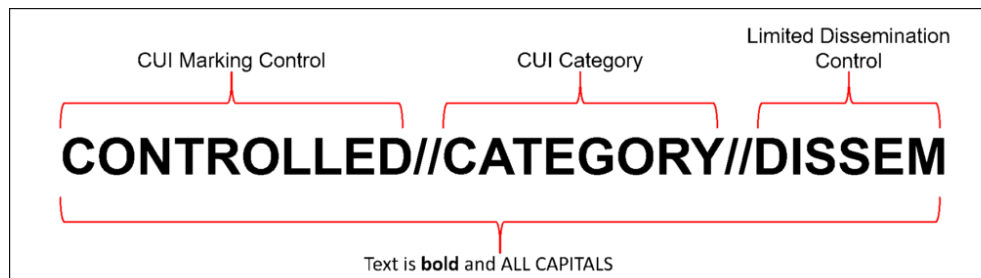 CUI Marking Control
CUI Category
Limited Dissemination
Control
CONTROLLED//CATEGORY//DISSEM
Text is bold and ALL CAPITALS